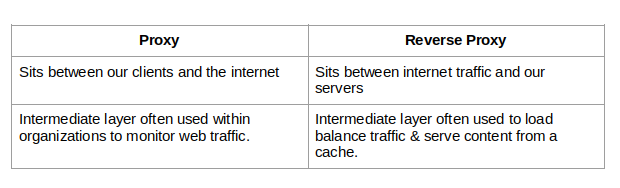 Proxy
Reverse Proxy
Sits between our clients and the internet
Sits between internet traffic and our
servers
Intermediate layer often used within
organizations to monitor web traffic.
Intermediate layer often used to load
balance traffic & serve content from a
cache.